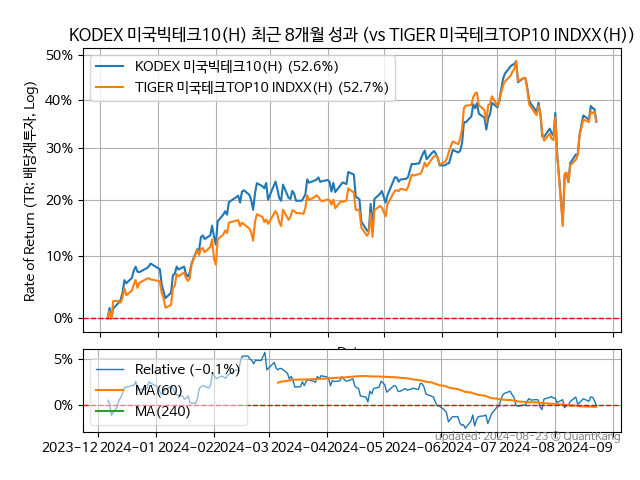 KODEX 미국빅테크10(H) 최근 8개월 성과 (vs TIGER 미국테크TOP10 INDXX(H))
Rate of Return (TR: 배당재투자, Log)
50%
40%
30%
20%
10%
0%
KODEX 미국빅테크10(H) (52.6%)
TIGER 미국테크TOP10 INDXX(H) (52.7%)
5%
0%
Relative (−0.1%)
MA(60)
MA(240)
updated: 2024-08-23 © QuantKang
2023-12 2024-01 2024-02 2024-03 2024-04 2024-05 2024-06 2024-07 2024-08 2024-09